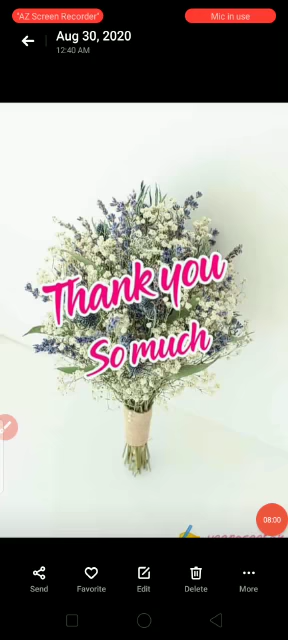 "AZ Screen Recorder"
Mic in use
Aug 30, 2020
12:40 AM
Thank you
So much
08:00
Send
Favorite
Edit
Delete
More